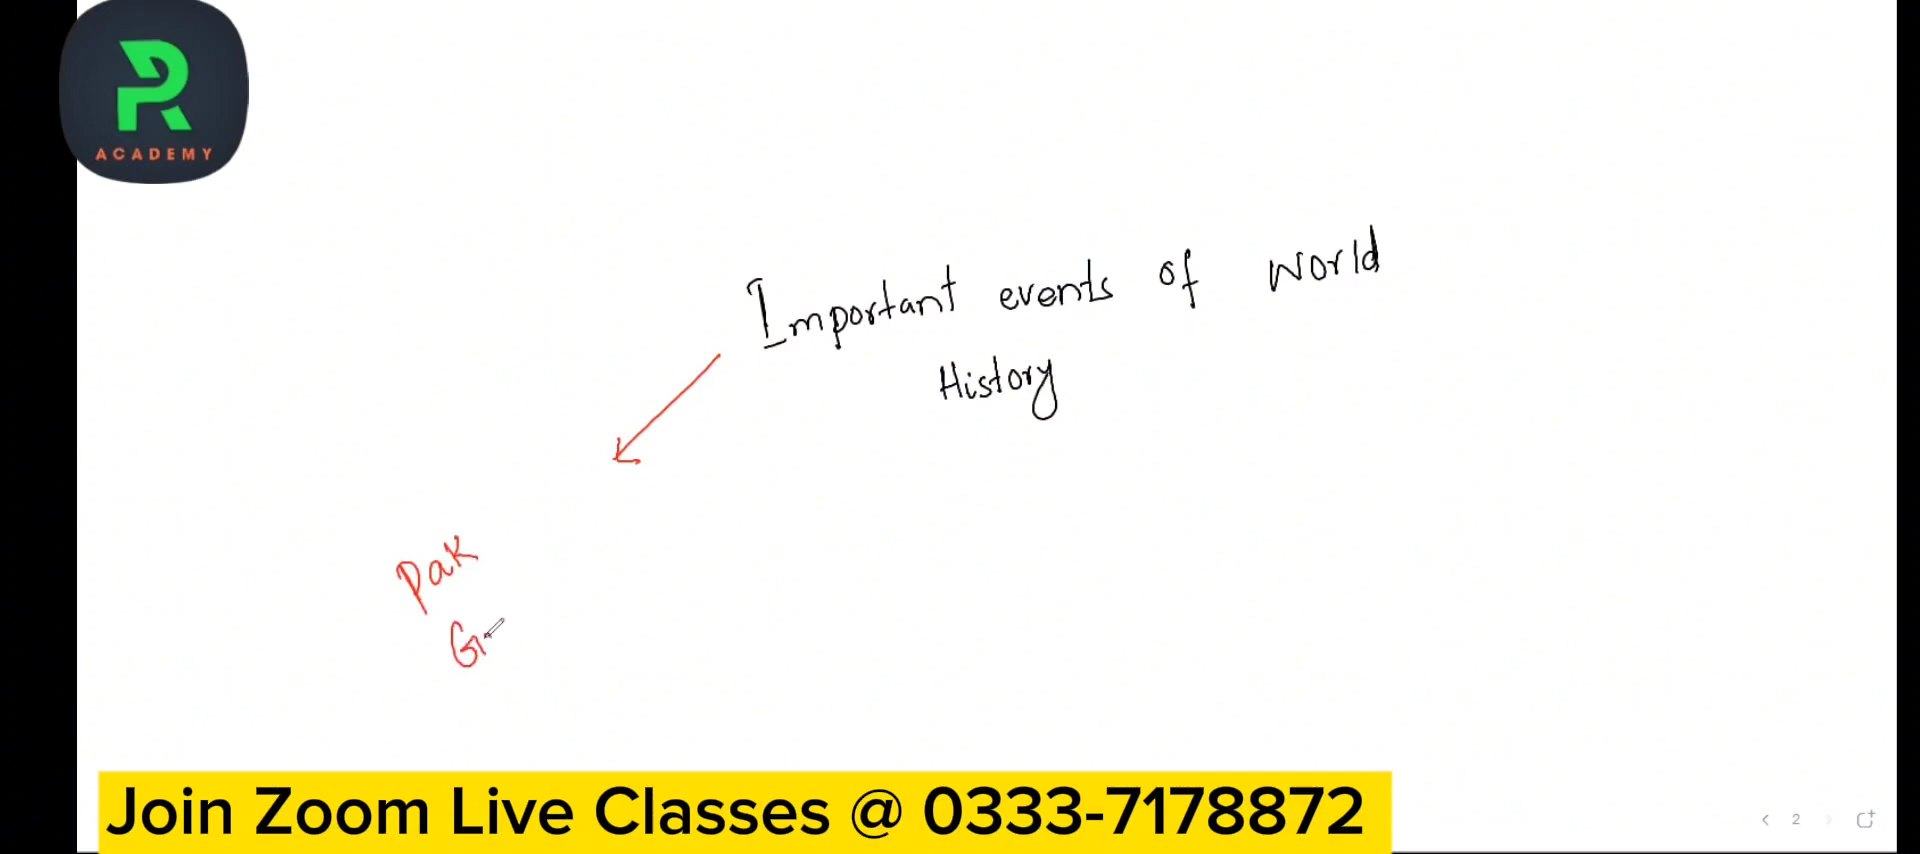 R
ACADEMY
Important events of world
History
Pak
G
Join Zoom Live Classes @ 0333-7178872
2